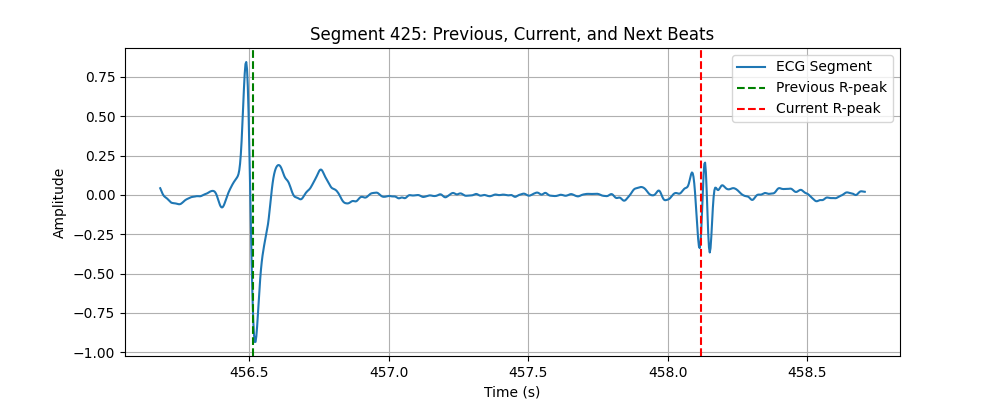 Segment 425: Previous, Current, and Next Beats
ECG Segment
Previous R-peak
Current R-peak
Amplitude
0.75
0.50
0.25
0.00
−0.25
−0.50
−0.75
−1.00
456.5 457.0 457.5 458.0 458.5
Time (s)